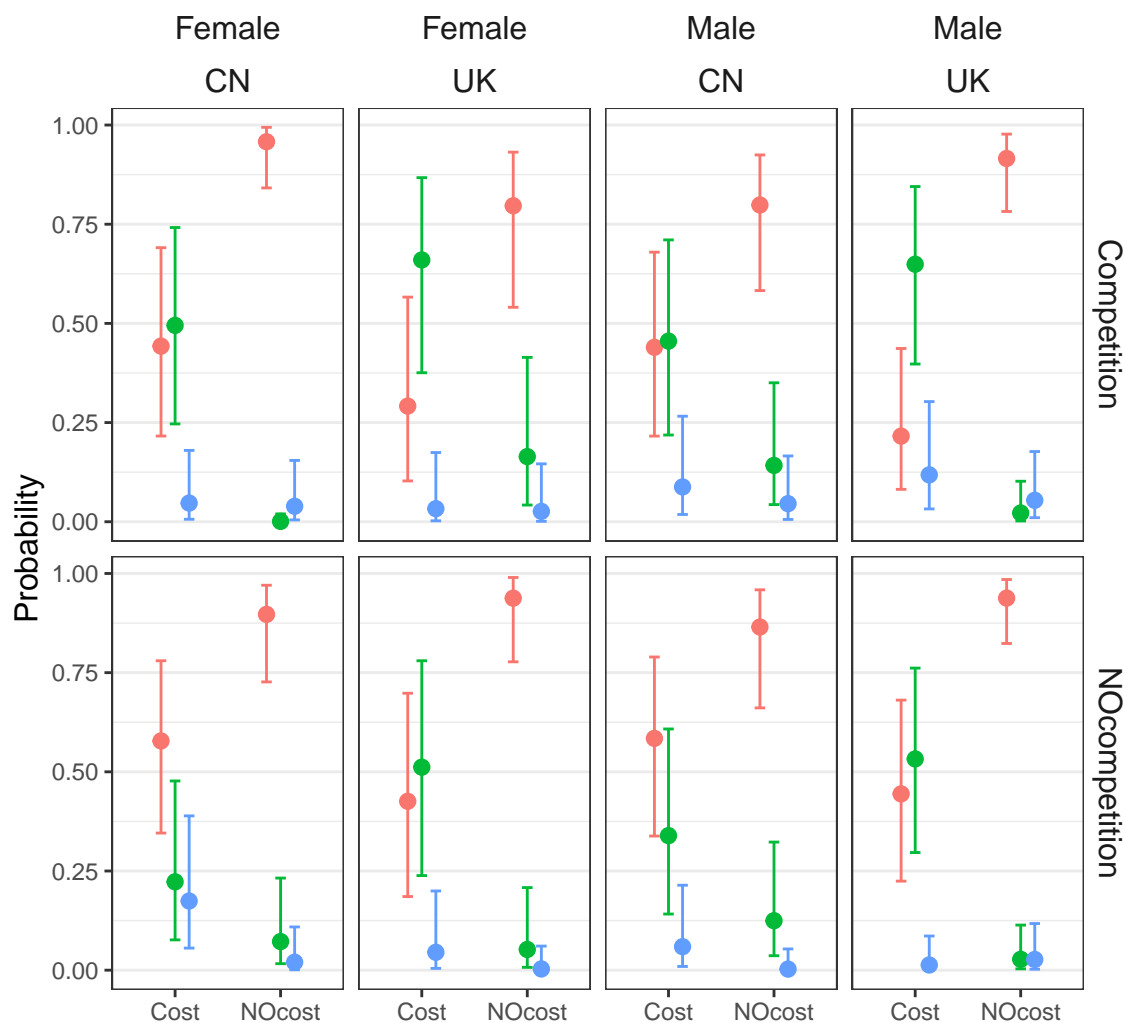 Female Female Male Male
CN UK CN UK
1.00
0.75
0.50
0.25
0.00
Competition
Probability
1.00
0.75
0.50
0.25
0.00
NOcompetition
Cost NOcost Cost NOcost Cost NOcost Cost NOcost